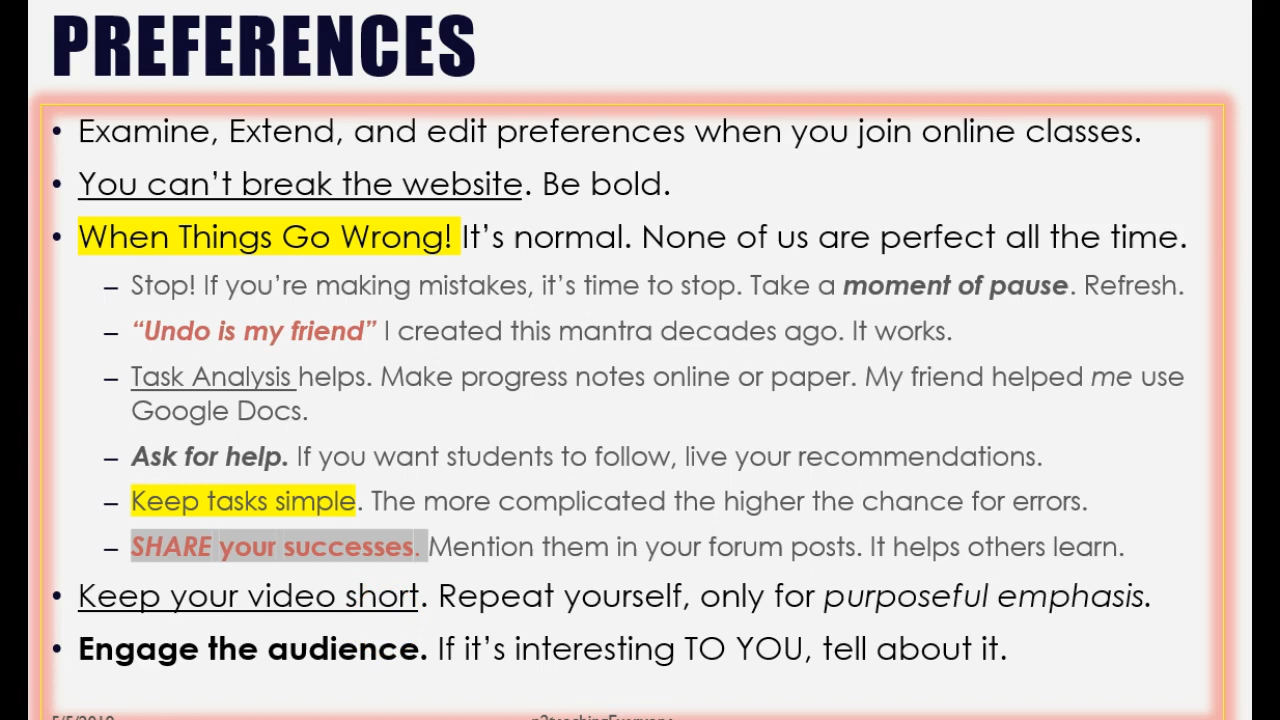 PREFERENCES
• Examine, Extend, and edit preferences when you join online classes.
• You can’t break the website. Be bold.
• When Things Go Wrong! It’s normal. None of us are perfect all the time.
– Stop! If you’re making mistakes, it’s time to stop. Take a moment of pause. Refresh.
– “Undo is my friend” I created this mantra decades ago. It works.
– Task Analysis helps. Make progress notes online or paper. My friend helped me use
Google Docs.
– Ask for help. If you want students to follow, live your recommendations.
– Keep tasks simple. The more complicated the higher the chance for errors.
– SHARE your successes. Mention them in your forum posts. It helps others learn.
• Keep your video short. Repeat yourself, only for purposeful emphasis.
• Engage the audience. If it’s interesting TO YOU, tell about it.